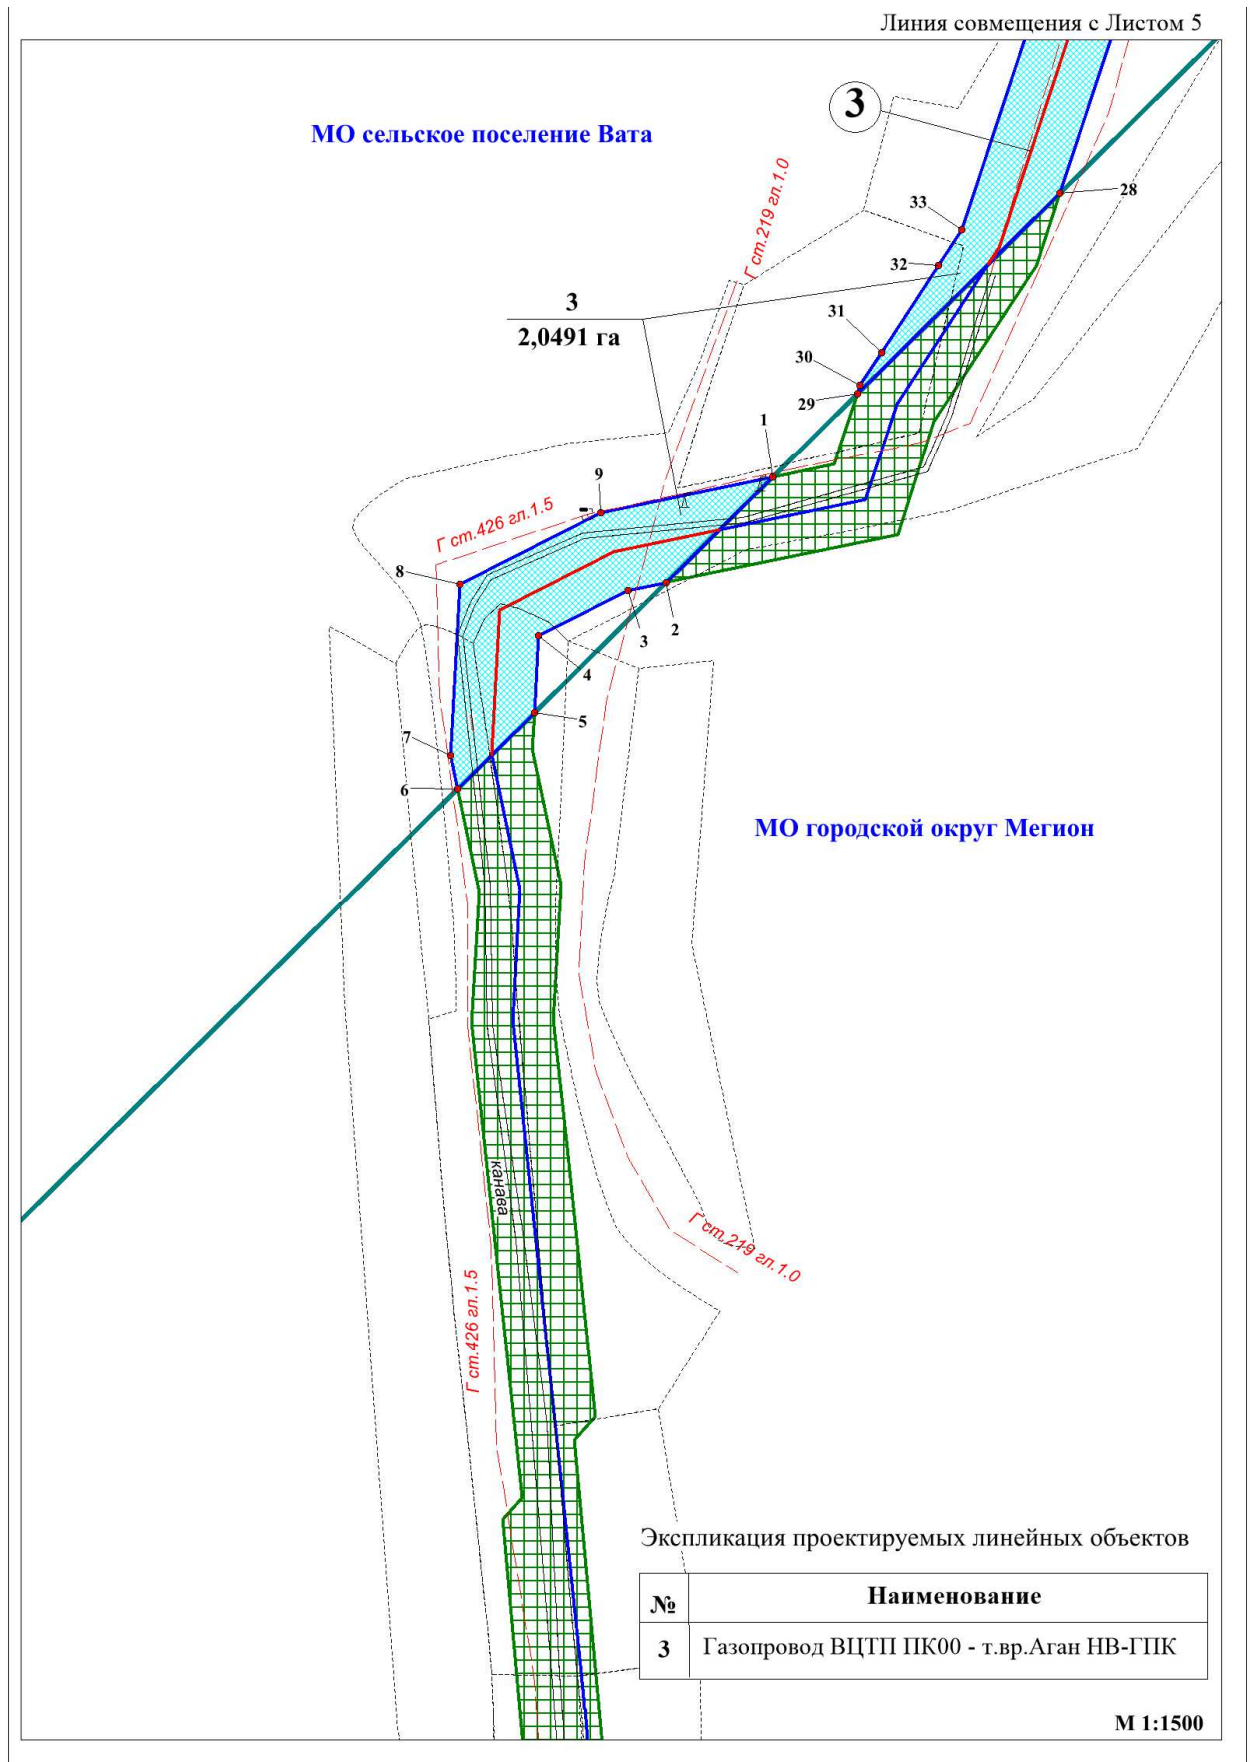 Линия совмещения с Листом 5
МО сельское поселение Вата
3
28
33
32
Г ст.219 гл.1.0
3
2,0491 га
31
30
29
1
9
Г ст.426 гл.1.5
8
2
3
4
5
7
6
МО городской округ Мегион
канава
Г ст.219 гл.1.0
Г ст.426 гл.1.5
Экспликация проектируемых линейных объектов
№ Наименование
3 Газопровод ВЦТП ПК00 - т.вр.Аган НВ-ГПК
М 1:1500